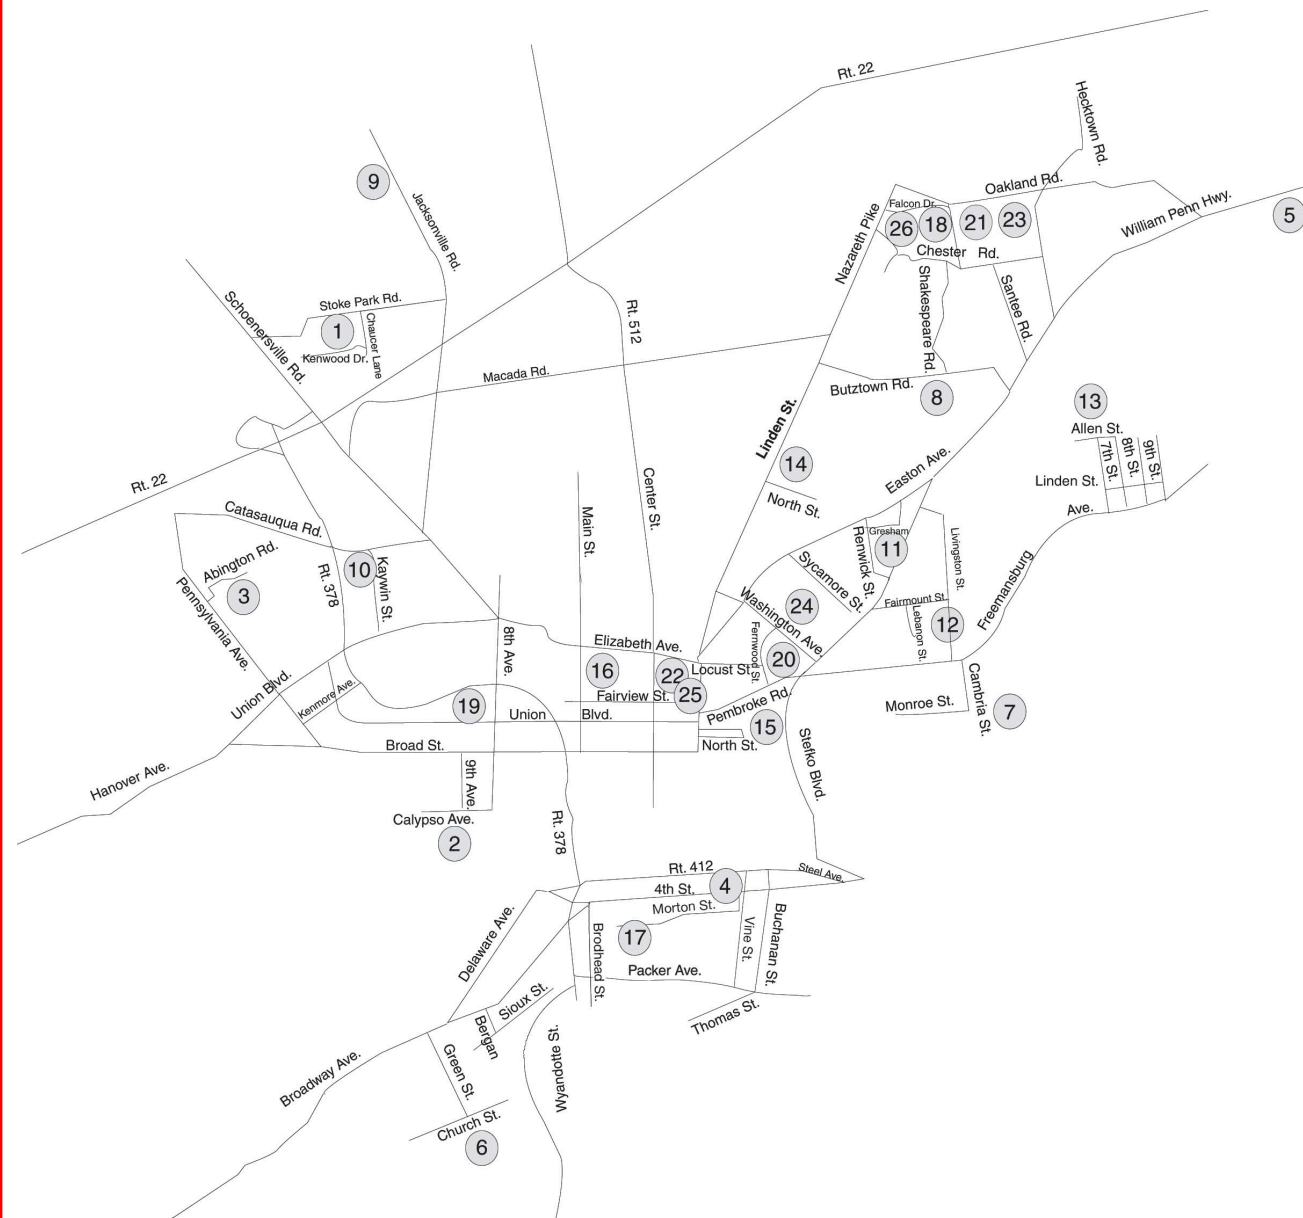 Rt. 22
Hecktown Rd.
9
Jacksonville Rd.
Oakland Rd.
Nazareth Pike
Falcon Dr.
26
18
21
23
William Penn Hwy.
5
Chester Rd.
Schoenersville Rd.
Stoke Park Rd.
1
Chaucer Lane
Kenwood Dr.
Rt. 512
Shakespeare Rd.
Santee Rd.
Macada Rd.
Butztown Rd.
8
Linden St.
13
Allen St.
7th St.
8th St.
9th St.
Linden St.
Rt. 22
14
North St.
Easton Ave.
Center St.
Main St.
Catasauqua Rd.
Abington Rd.
3
Pennsylvania Ave.
Rt. 378
10
Kaywin St.
Gresham
Renwick St.
11
Livingston St.
Freemansburg Ave.
Sycamore St.
Washington Ave.
24
Fairmount St.
Lebanon St.
12
8th Ave.
Elizabeth Ave.
16
22
Locust St.
Fernwood St.
20
25
Fairview St.
Union Blvd.
Kenmore Ave.
19
Union Blvd.
Pembroke Rd.
15
North St.
Monroe St.
Cambria St.
7
Broad St.
Stefko Blvd.
Hanover Ave.
9th Ave.
Calypso Ave.
2
Rt. 378
Rt. 412
Steel Ave.
4th St.
4
Morton St.
17
Delaware Ave.
Brodhead St.
Vine St.
Buchanan St.
Packer Ave.
Thomas St.
Sioux St.
Bergan
Green St.
Wyandotte St.
Broadway Ave.
Church St.
6